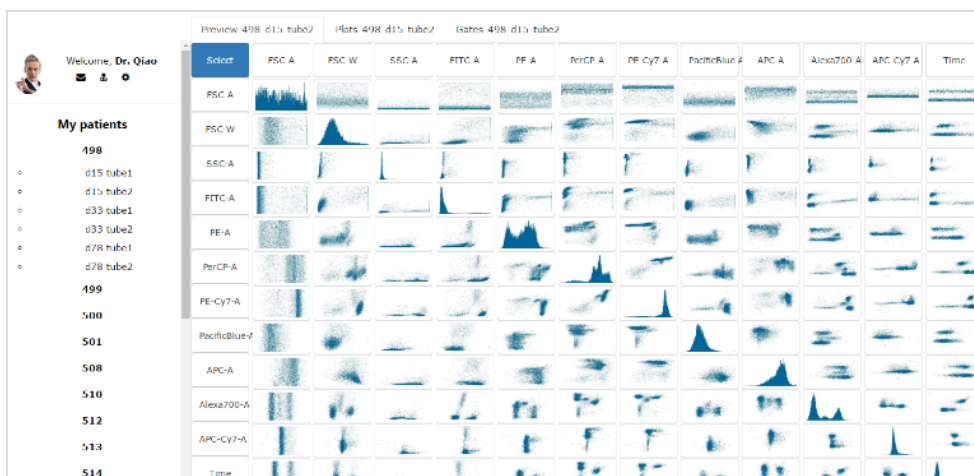 Preview-498-d15-tube2 Plots-498-d15-tube2 Gates-498-d15-tube2
Welcome, Dr. Qiao
My patients
498
d15 tube1
d15 tube2
d33 tube1
d33 tube2
d78 tube1
d78 tube2
499
500
501
508
510
512
513
514
Select FSC-A FSC-W SSC-A FITC-A PE-A PerCP-A PE-Cy7-A PacificBlue-A APC-A Alexa700-A APC-Cy7-A Time
FSC-A
FSC-W
SSC-A
FITC-A
PE-A
PerCP-A
PE-Cy7-A
PacificBlue-A
APC-A
Alexa700-A
APC-Cy7-A
Time